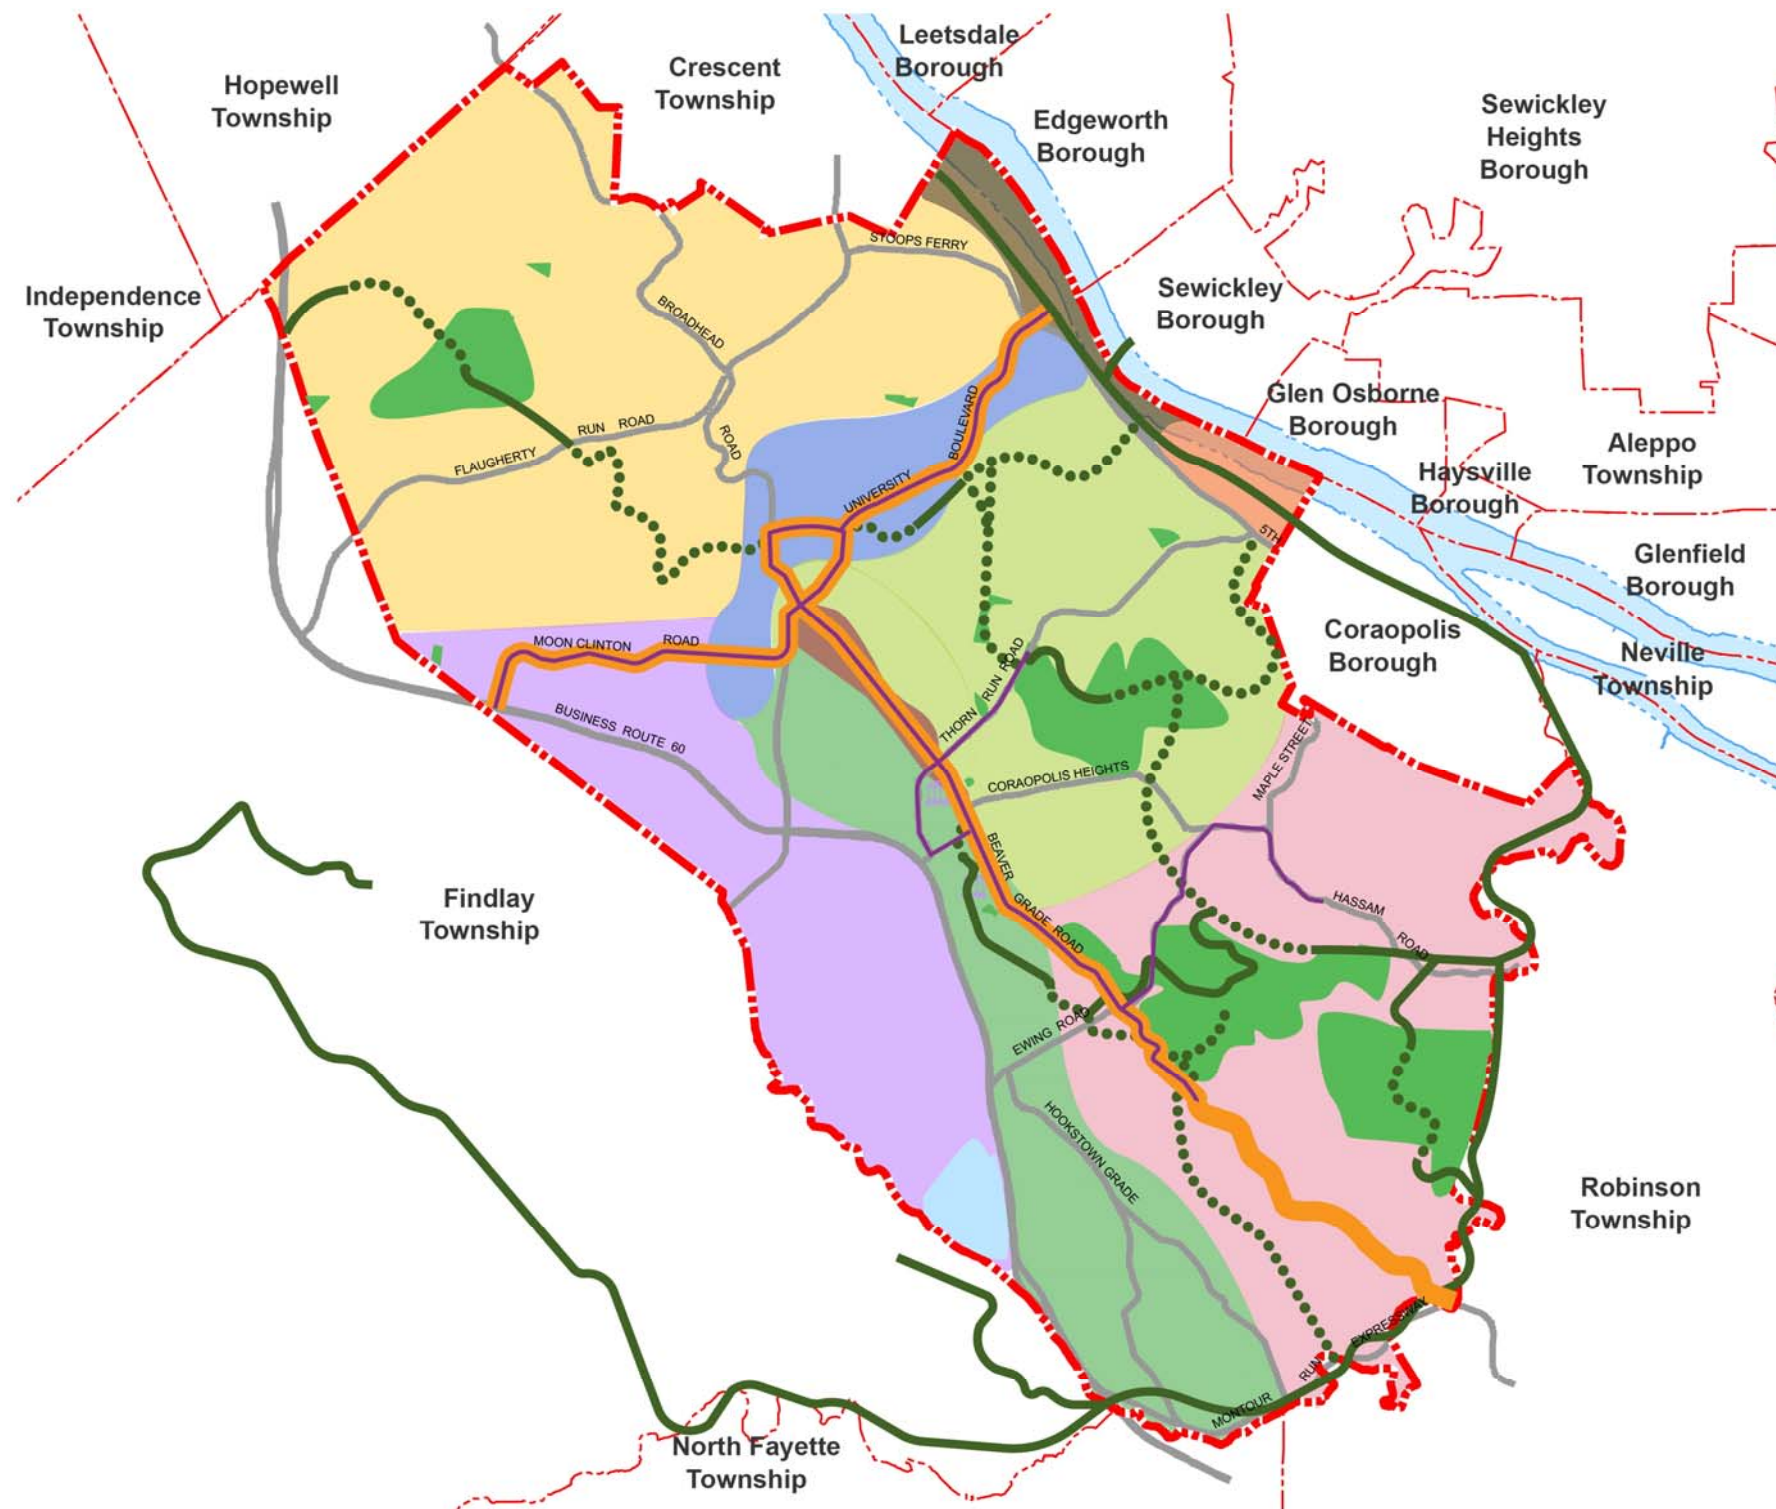 Leetsdale
Borough
Crescent
Township
Hopewell
Township
Sewickley
Heights
Borough
Edgeworth
Borough
STOOPS FERRY
Independence
Township
Sewickley
Borough
BROADHEAD
ROAD
Glen Osborne
Borough
BOULEVARD
UNIVERSITY
FLAUGHERTY
RUN ROAD
Aleppo
Township
Haysville
Borough
5TH
Glenfield
Borough
MOON CLINTON
ROAD
Coraopolis
Borough
Neville
Township
THORN
RUN ROAD
BUSINESS ROUTE 60
CORAOPOLIS HEIGHTS
MAPLE STREET
BEAVER
GRADE ROAD
Findlay
Township
HASSAM
ROAD
EWING ROAD
HOOKSTOWN GRADE
Robinson
Township
MONTOUR
RUN
EXPRESSWAY
North Fayette
Township